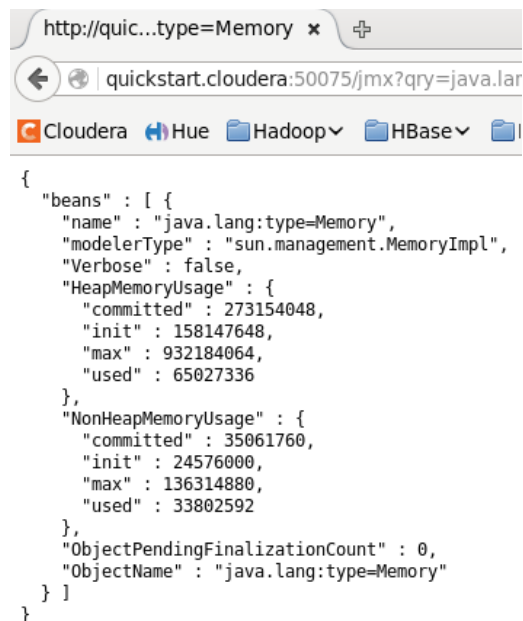 http://quic...type=Memory ×
quickstart.cloudera:50075/jmx?qry=java.lan
Cloudera Hue Hadoop HBase
{
  "beans" : [ {
    "name" : "java.lang:type=Memory",
    "modelerType" : "sun.management.MemoryImpl",
    "Verbose" : false,
    "HeapMemoryUsage" : {
      "committed" : 273154048,
      "init" : 158147648,
      "max" : 932184064,
      "used" : 65027336
    },
    "NonHeapMemoryUsage" : {
      "committed" : 35061760,
      "init" : 24576000,
      "max" : 136314880,
      "used" : 33802592
    },
    "ObjectPendingFinalizationCount" : 0,
    "ObjectName" : "java.lang:type=Memory"
  } ]
}